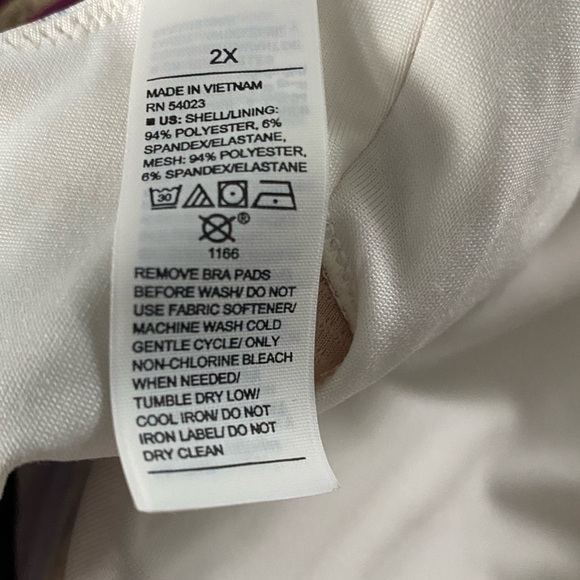 2X
MADE IN VIETNAM
RN 54023
■ US: SHELL/LINING:
94% POLYESTER, 6%
SPANDEX/ELASTANE,
MESH: 94% POLYESTER,
6% SPANDEX/ELASTANE
30
®
1166
REMOVE BRA PADS
BEFORE WASH/ DO NOT
USE FABRIC SOFTENER/
MACHINE WASH COLD
GENTLE CYCLE/ ONLY
NON-CHLORINE BLEACH
WHEN NEEDED/
TUMBLE DRY LOW/
COOL IRON/ DO NOT
IRON LABEL/ DO NOT
DRY CLEAN